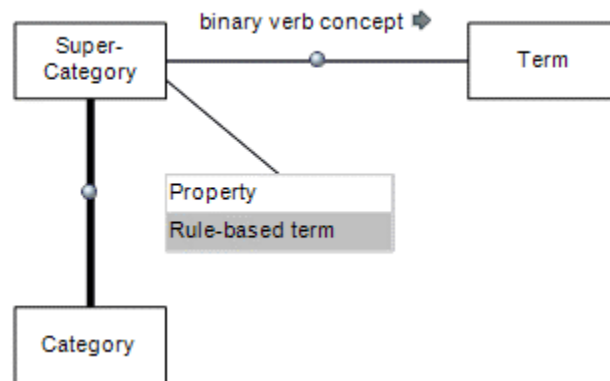 binary verb concept
Super-
Category
Term
Property
Rule-based term
Category